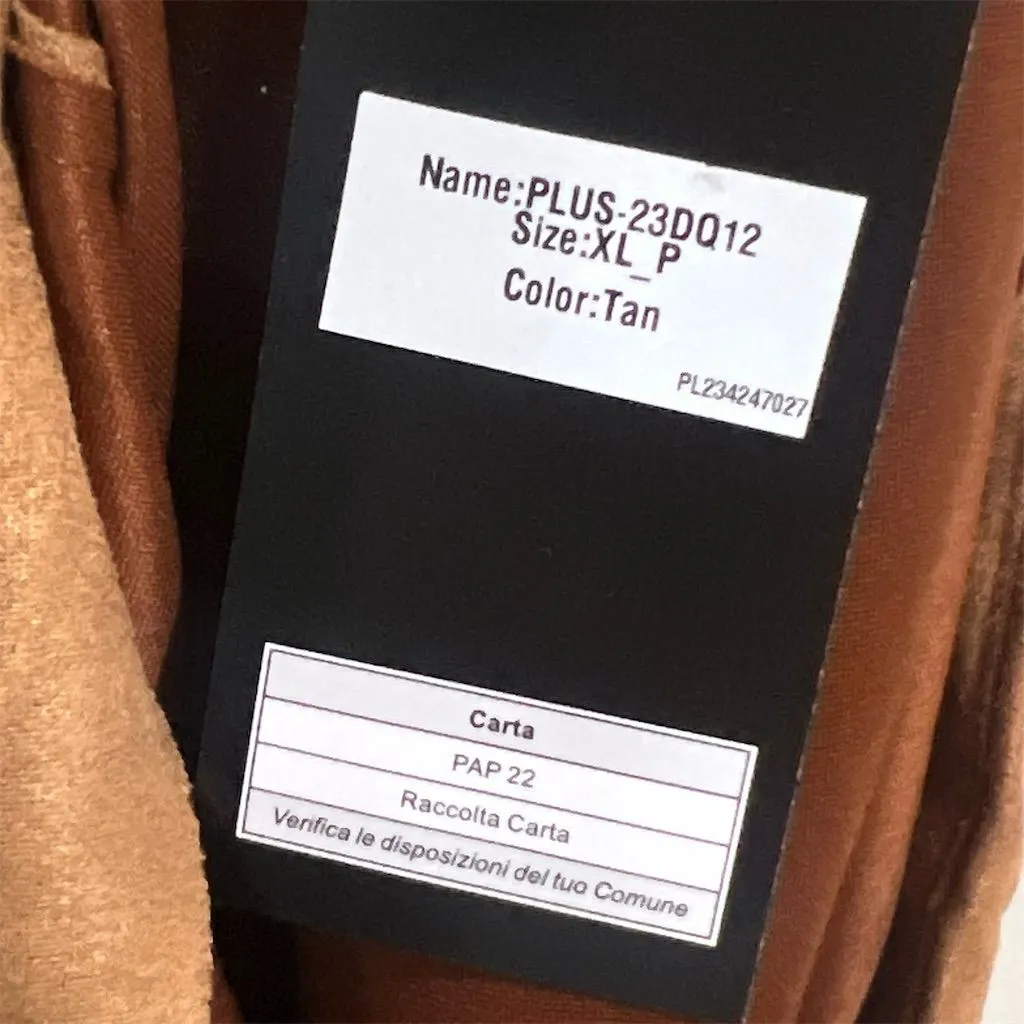 Name:PLUS-23DQ12
Size:XL_P
Color:Tan
PL234247027
Carta
PAP 22
Raccolta Carta
Verifica le disposizioni del tuo Comune